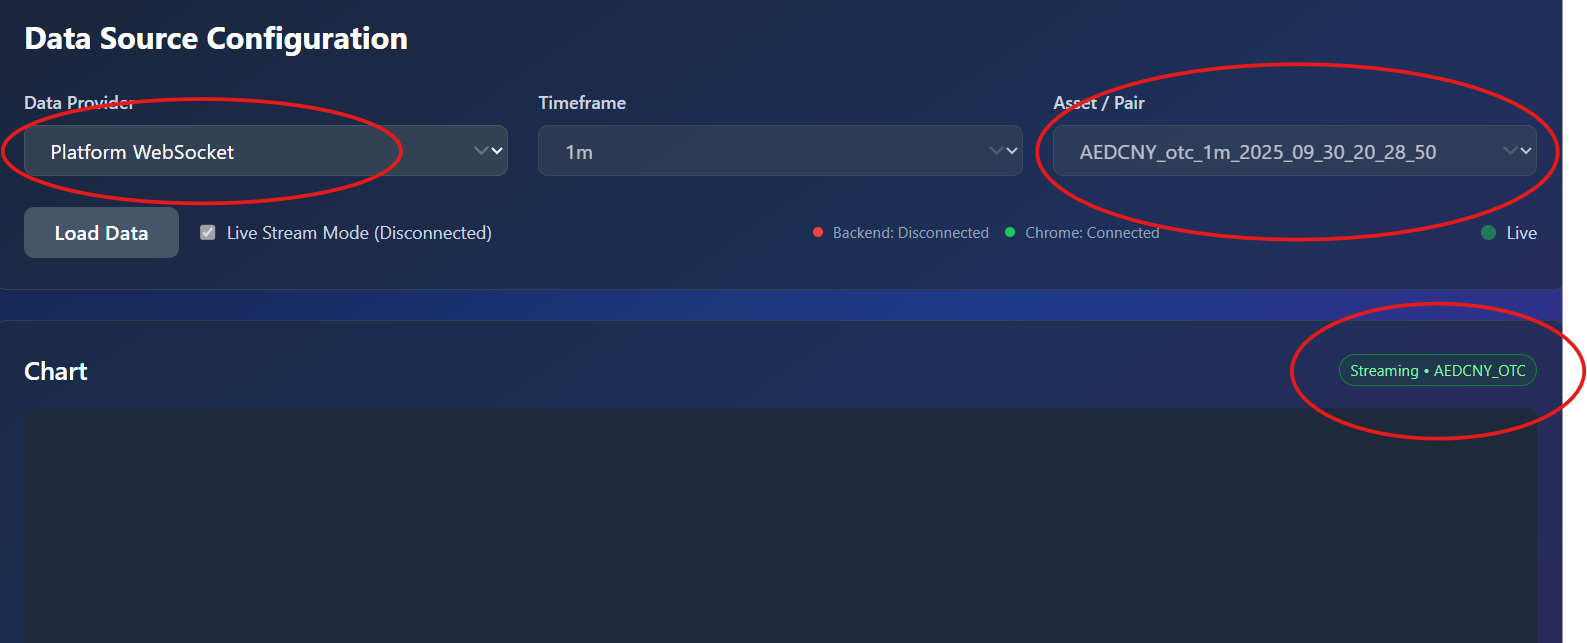 Data Source Configuration
Data Provider
Timeframe
Asset / Pair
Platform WebSocket
1m
AEDCNY_otc_1m_2025_09_30_20_28_50
Load Data
Live Stream Mode (Disconnected)
Backend: Disconnected
Chrome: Connected
Live
Chart
Streaming • AEDCNY_OTC